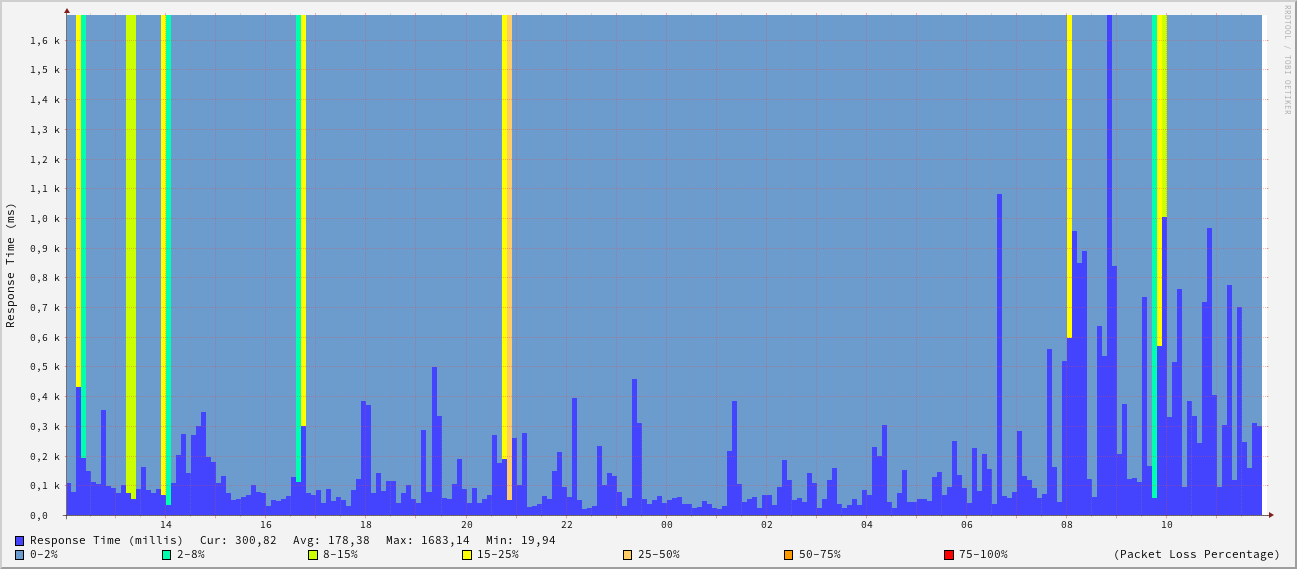 RRDTOOL / TOBI OETIKER
Response Time (ms)
1,6 k
1,5 k
1,4 k
1,3 k
1,2 k
1,1 k
1,0 k
0,9 k
0,8 k
0,7 k
0,6 k
0,5 k
0,4 k
0,3 k
0,2 k
0,1 k
0,0
14 16 18 20 22 00 02 04 06 08 10
Response Time (millis) Cur: 300,82 Avg: 178,38 Max: 1683,14 Min: 19,94
0-2% 2-8% 8-15% 15-25% 25-50% 50-75% 75-100% (Packet Loss Percentage)